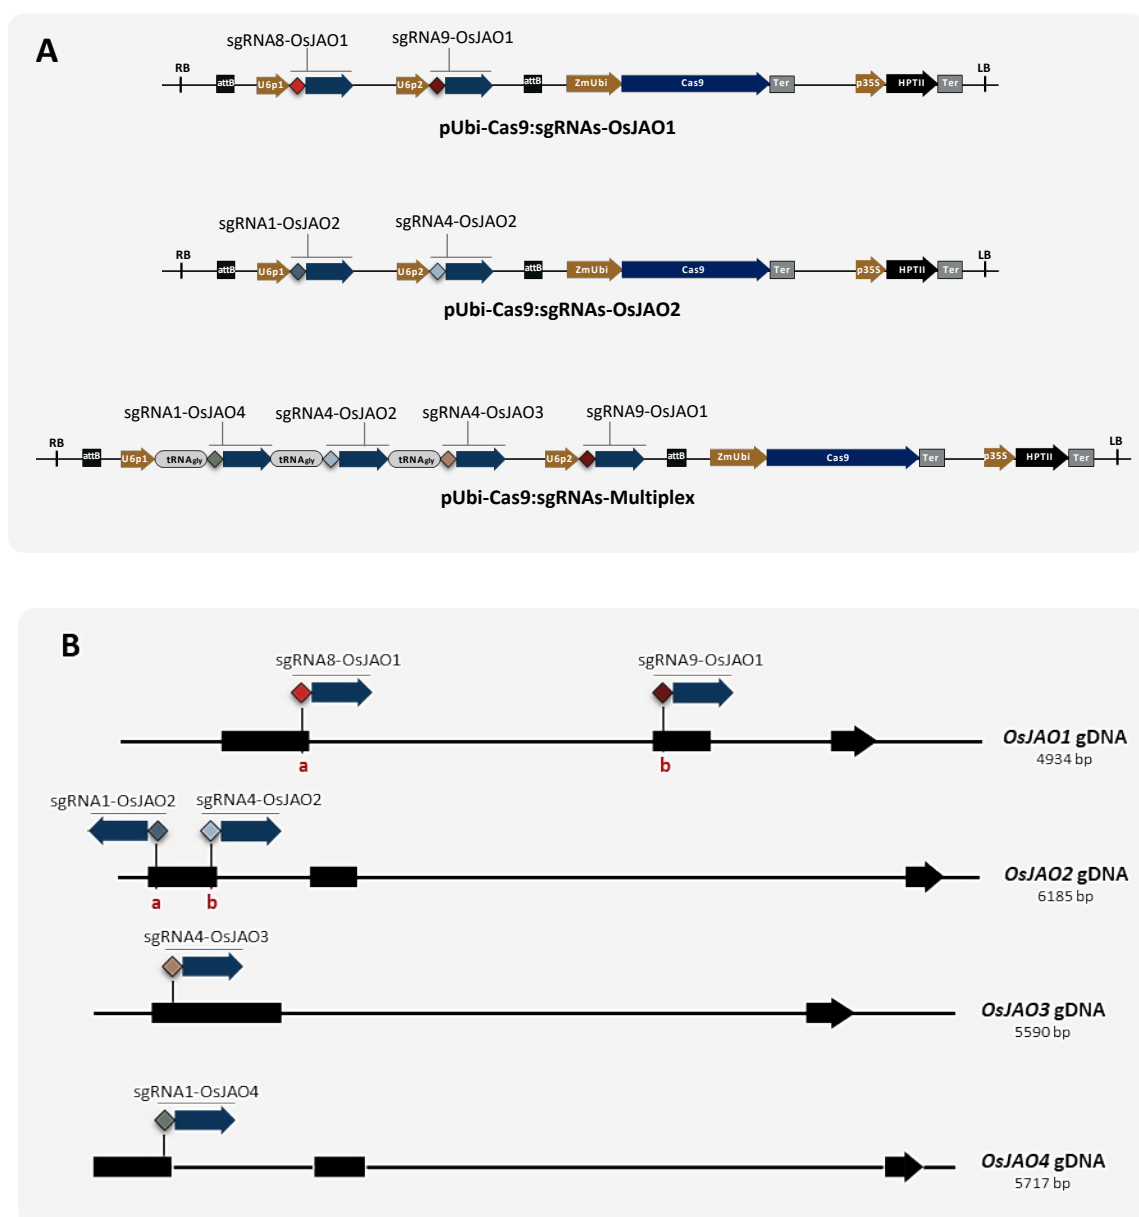 A
sgRNA8-OsJAO1 sgRNA9-OsJAO1
RB attB U6p1 U6p2 attB ZmUbi Cas9 Ter p35S HPTII Ter LB
pUbi-Cas9:sgRNAs-OsJAO1
sgRNA1-OsJAO2 sgRNA4-OsJAO2
RB attB U6p1 U6p2 attB ZmUbi Cas9 Ter p35S HPTII Ter LB
pUbi-Cas9:sgRNAs-OsJAO2
sgRNA1-OsJAO4 sgRNA4-OsJAO2 sgRNA4-OsJAO3 sgRNA9-OsJAO1
RB attB U6p1 tRNAgly tRNAgly tRNAgly U6p2 attB ZmUbi Cas9 Ter p35S HPTII Ter LB
pUbi-Cas9:sgRNAs-Multiplex
B
sgRNA8-OsJAO1 sgRNA9-OsJAO1
OsJAO1 gDNA
a b 4934 bp
sgRNA1-OsJAO2 sgRNA4-OsJAO2
OsJAO2 gDNA
a b 6185 bp
sgRNA4-OsJAO3
OsJAO3 gDNA
5590 bp
sgRNA1-OsJAO4
OsJAO4 gDNA
5717 bp